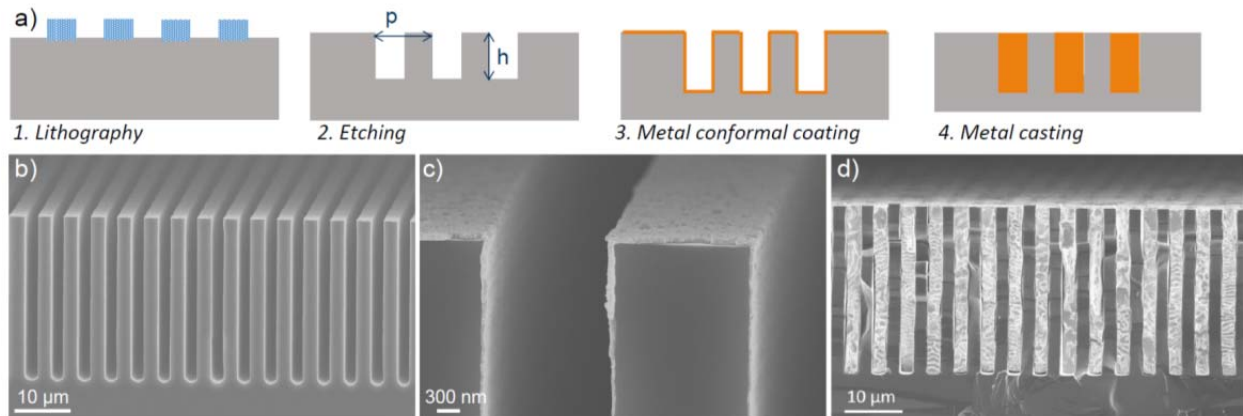 a)
p
h
1. Lithography
2. Etching
3. Metal conformal coating
4. Metal casting
b)
10 µm
c)
300 nm
d)
10 µm